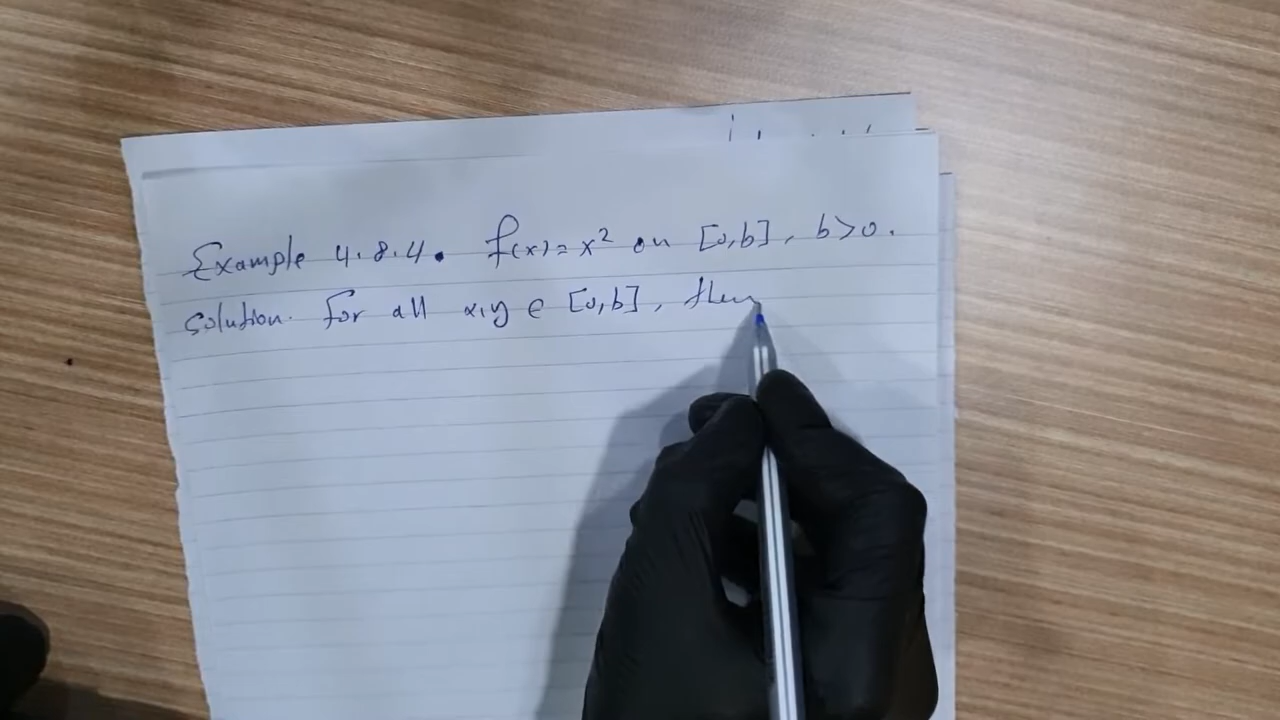 Example 4.8.4. f(x)=x² on [0,b], b>0.
solution. For all x,y ∈ [0,b], then